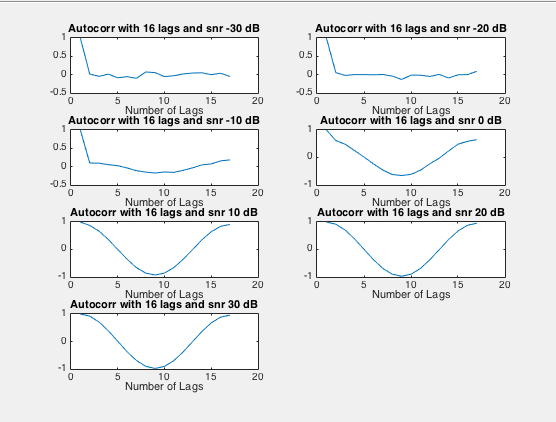 Autocorr with 16 lags and snr -30 dB
1
0.5
0
-0.5
0 5 10 15 20
Number of Lags
Autocorr with 16 lags and snr -20 dB
1
0.5
0
-0.5
0 5 10 15 20
Number of Lags
Autocorr with 16 lags and snr -10 dB
1
0.5
0
-0.5
0 5 10 15 20
Number of Lags
Autocorr with 16 lags and snr 0 dB
1
0
-1
0 5 10 15 20
Number of Lags
Autocorr with 16 lags and snr 10 dB
1
0
-1
0 5 10 15 20
Number of Lags
Autocorr with 16 lags and snr 20 dB
1
0
-1
0 5 10 15 20
Number of Lags
Autocorr with 16 lags and snr 30 dB
1
0
-1
0 5 10 15 20
Number of Lags